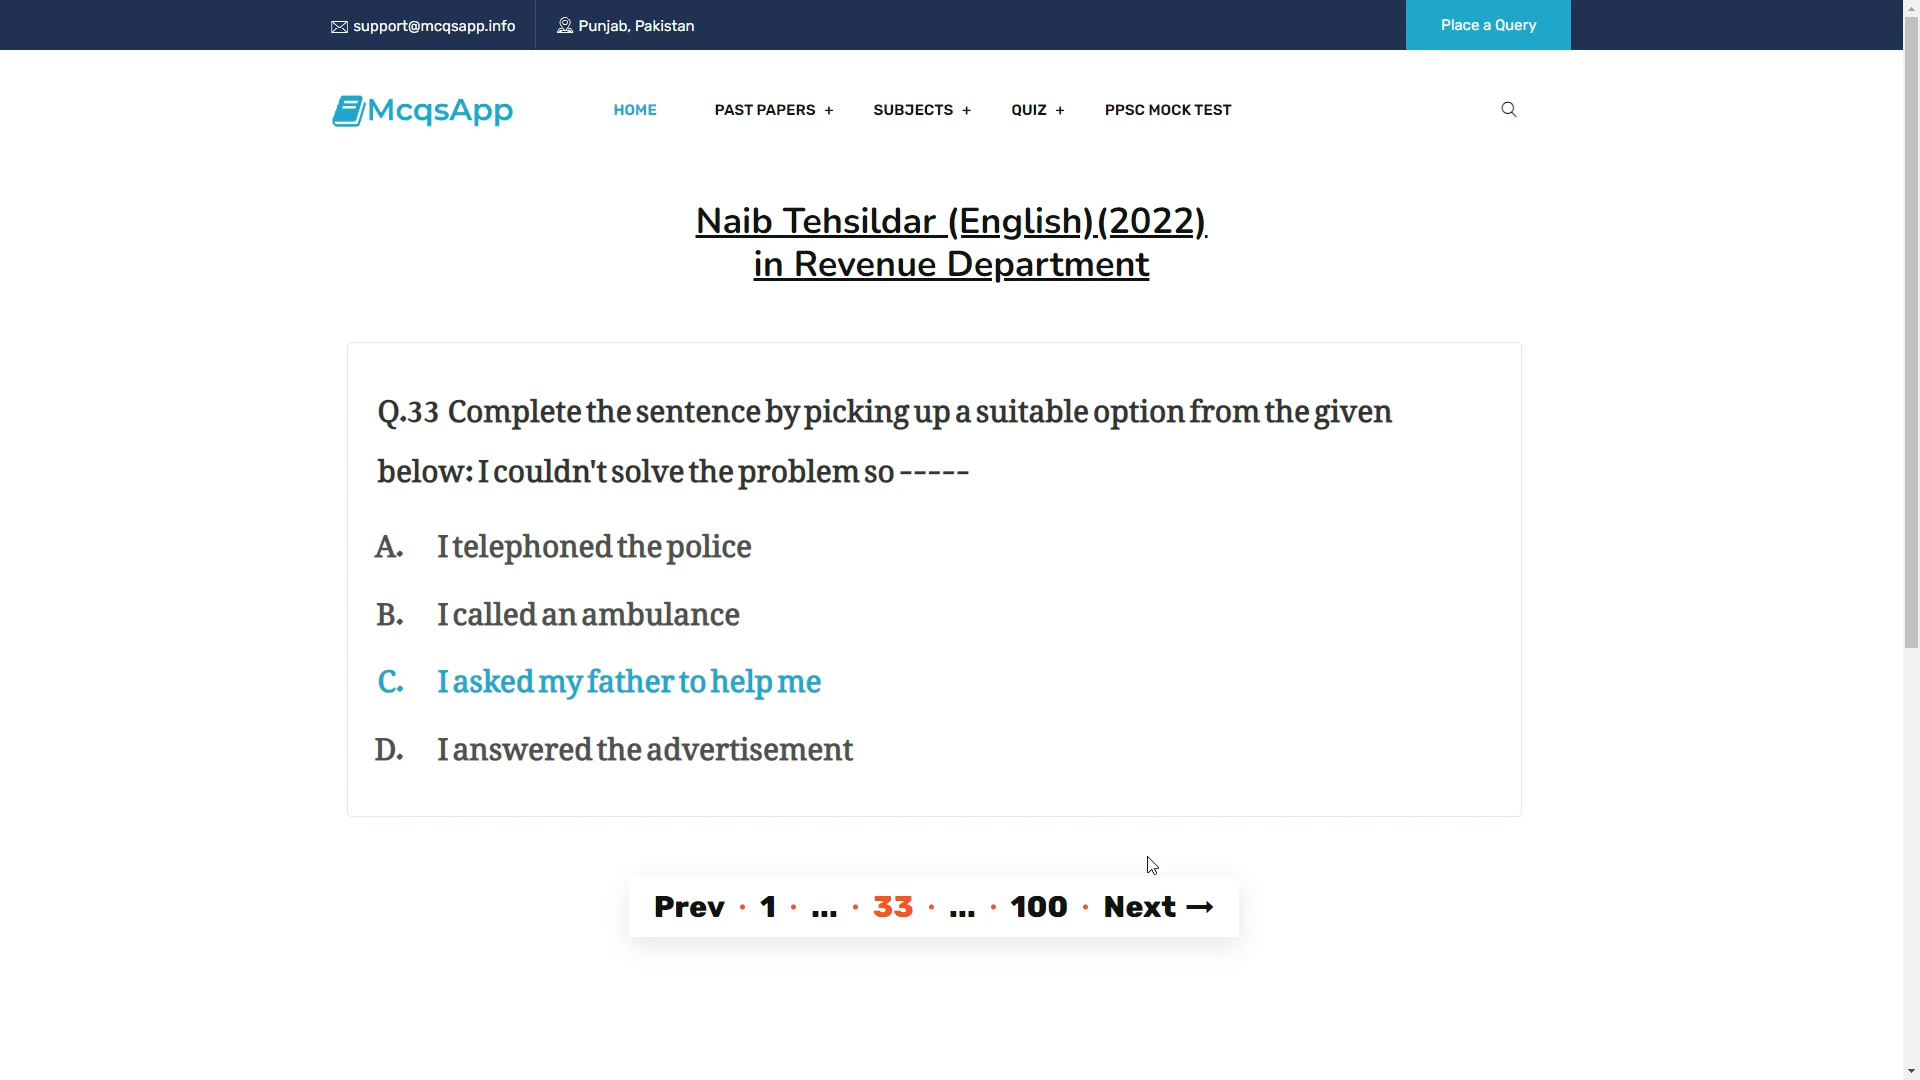 support@mcqsapp.info
Punjab, Pakistan
Place a Query
McqsApp
HOME
PAST PAPERS +
SUBJECTS +
QUIZ +
PPSC MOCK TEST
Naib Tehsildar (English)(2022)
in Revenue Department
Q.33 Complete the sentence by picking up a suitable option from the given
below: I couldn't solve the problem so -----
A. I telephoned the police
B. I called an ambulance
C. I asked my father to help me
D. I answered the advertisement
Prev • 1 • ... • 33 • ... • 100 • Next →